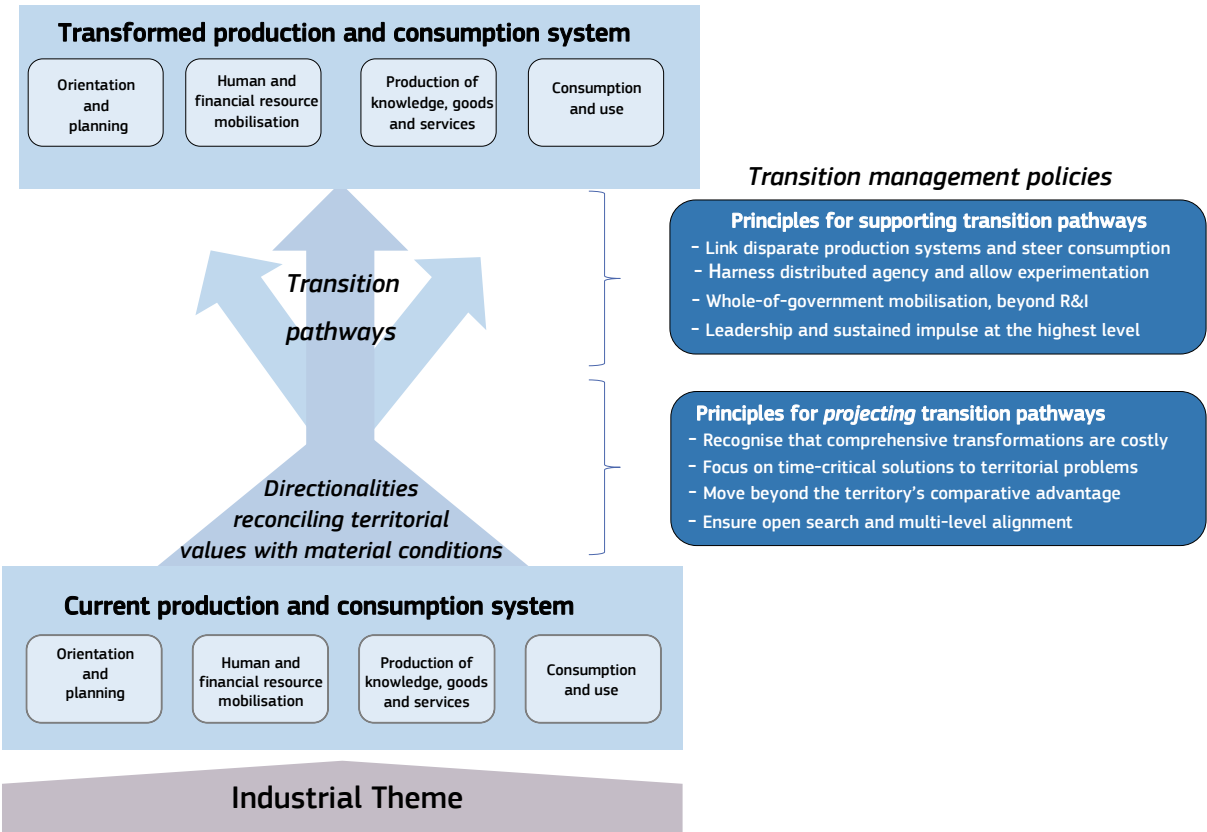 Transformed production and consumption system
Orientation
and
planning
Human and
financial resource
mobilisation
Production of
knowledge, goods
and services
Consumption
and use
Transition management policies
Principles for supporting transition pathways
- Link disparate production systems and steer consumption
- Harness distributed agency and allow experimentation
- Whole-of-government mobilisation, beyond R&I
- Leadership and sustained impulse at the highest level
Transition
pathways
Principles for projecting transition pathways
- Recognise that comprehensive transformations are costly
- Focus on time-critical solutions to territorial problems
- Move beyond the territory's comparative advantage
- Ensure open search and multi-level alignment
Directionalities
reconciling territorial
values with material conditions
Current production and consumption system
Orientation
and
planning
Human and
financial resource
mobilisation
Production of
knowledge, goods
and services
Consumption
and use
Industrial Theme